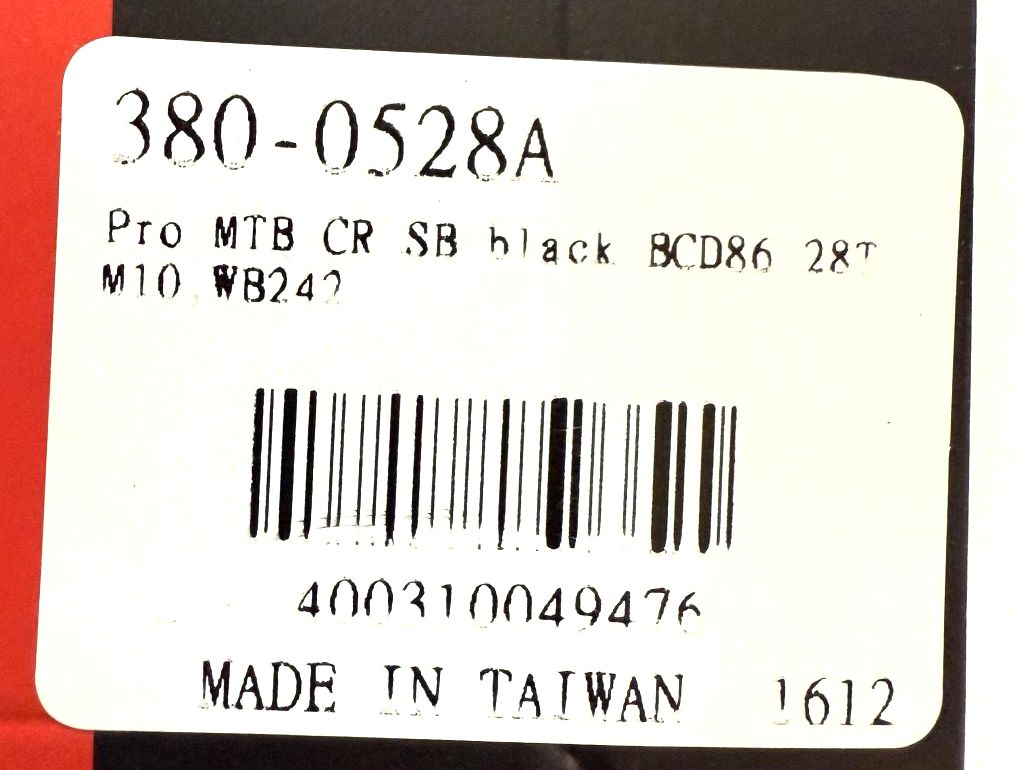 380-0528A
Pro MTB CR SB black BCD86 28T
M10 WB242
400310049476
MADE IN TAIWAN 1612